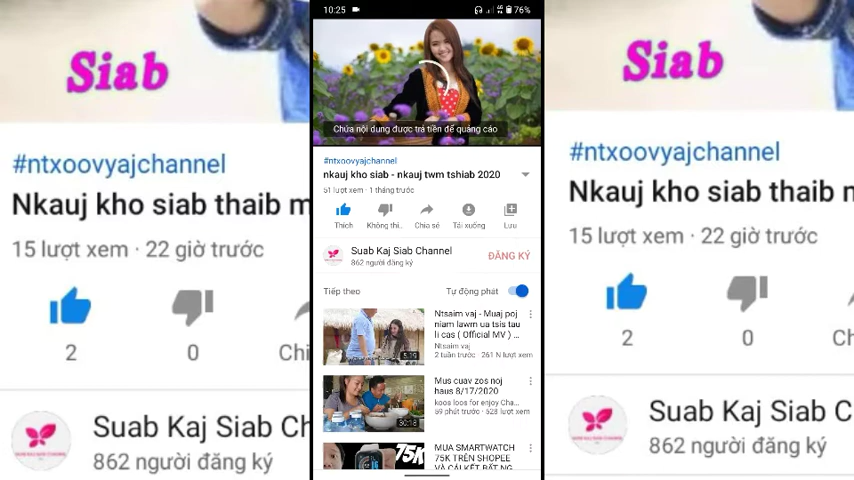 Siab
#ntxoovyajchannel
Nkauj kho siab thaib m
15 lượt xem · 22 giờ trước
2
0
Chi
Suab Kaj Siab Ch
862 người đăng ký
10:25
76%
Chứa nội dung được trả tiền để quảng cáo
#ntxoovyajchannel
nkauj kho siab - nkauj twm tshiab 2020
51 lượt xem · 1 tháng trước
Thích
Không thí...
Chia sẻ
Tải xuống
Lưu
Suab Kaj Siab Channel
862 người đăng ký
ĐĂNG KÝ
Tiếp theo
Tự động phát
5:19
Ntsaim vaj - Muaj poj
niam lawm ua tsis tau
li cas ( Official MV ) ...
Ntsaim vaj
2 tuần trước · 261 N lượt xem
30:18
Mus cuav zos noj
haus 8/17/2020
koos loos for enjoy Cha...
59 phút trước · 528 lượt xem
75K
MUA SMARTWATCH
75K TRÊN SHOPEE
VÀ CÁI KẾT BẤT NG
Siab
#ntxoovyajchannel
Nkauj kho siab thaib n
15 lượt xem · 22 giờ trước
2
0
Ch
Suab Kaj Siab C
862 người đăng ký